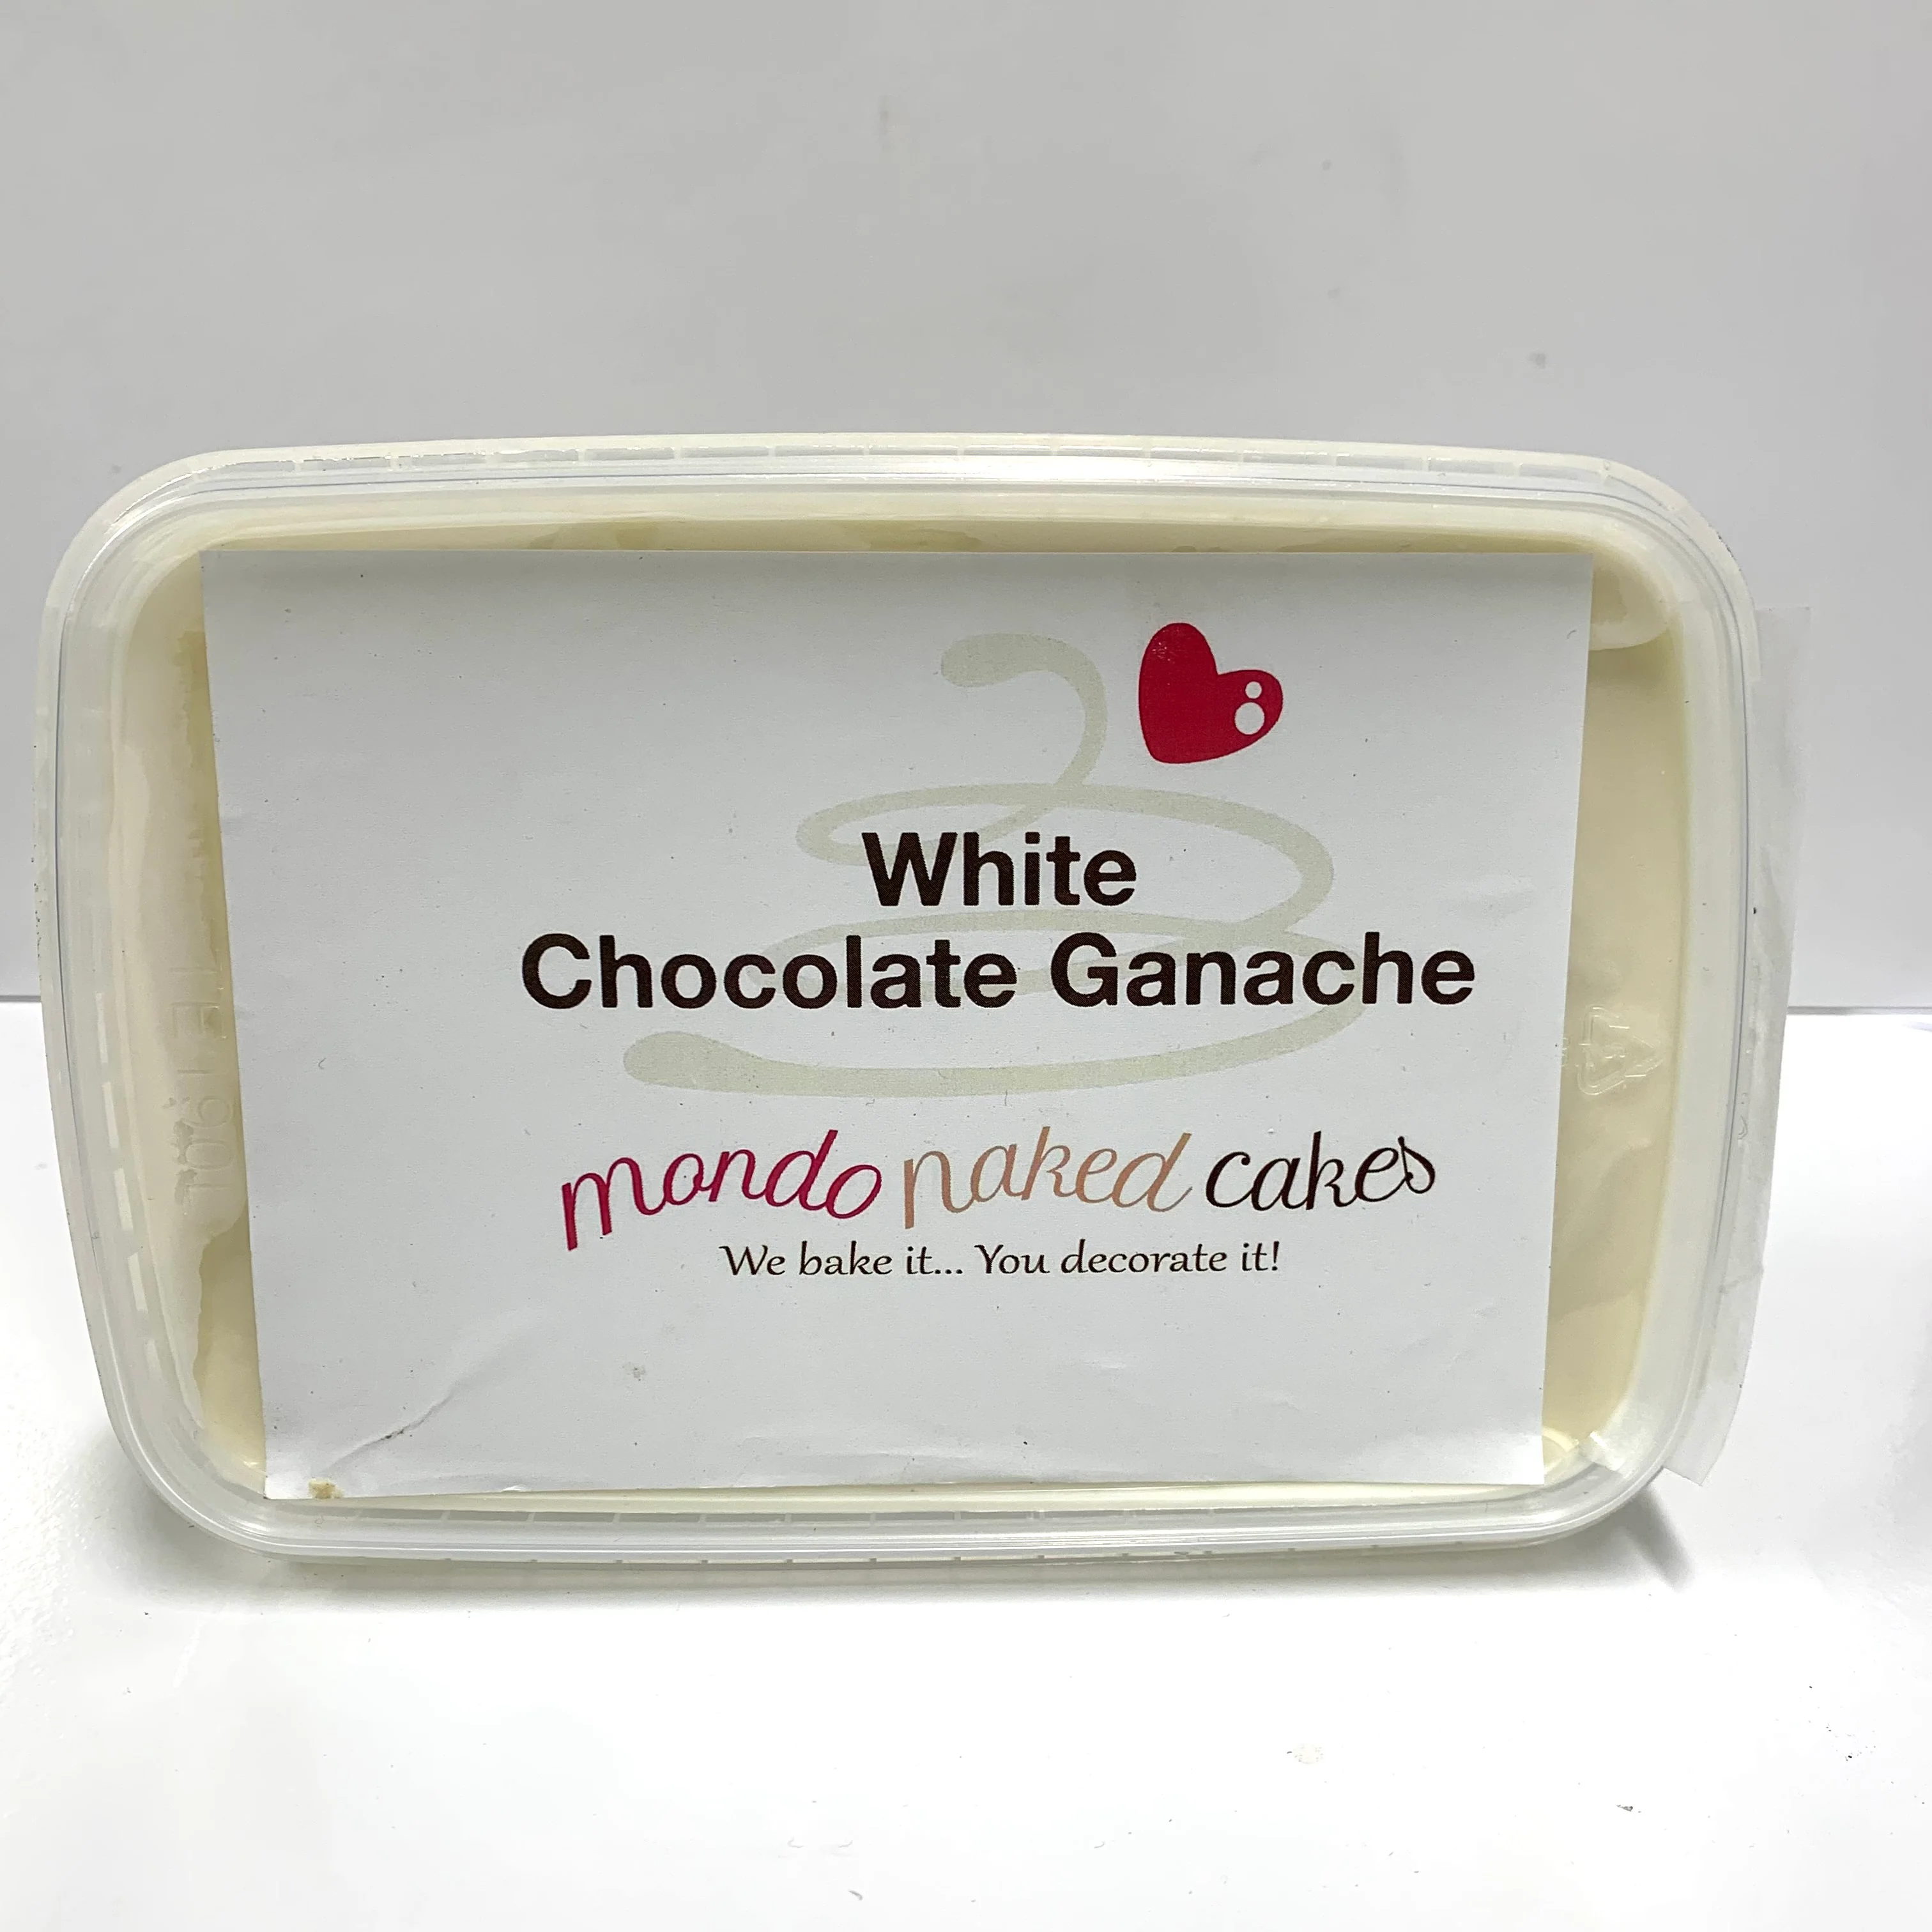 White
Chocolate Ganache
mondo naked cakes
We bake it... You decorate it!